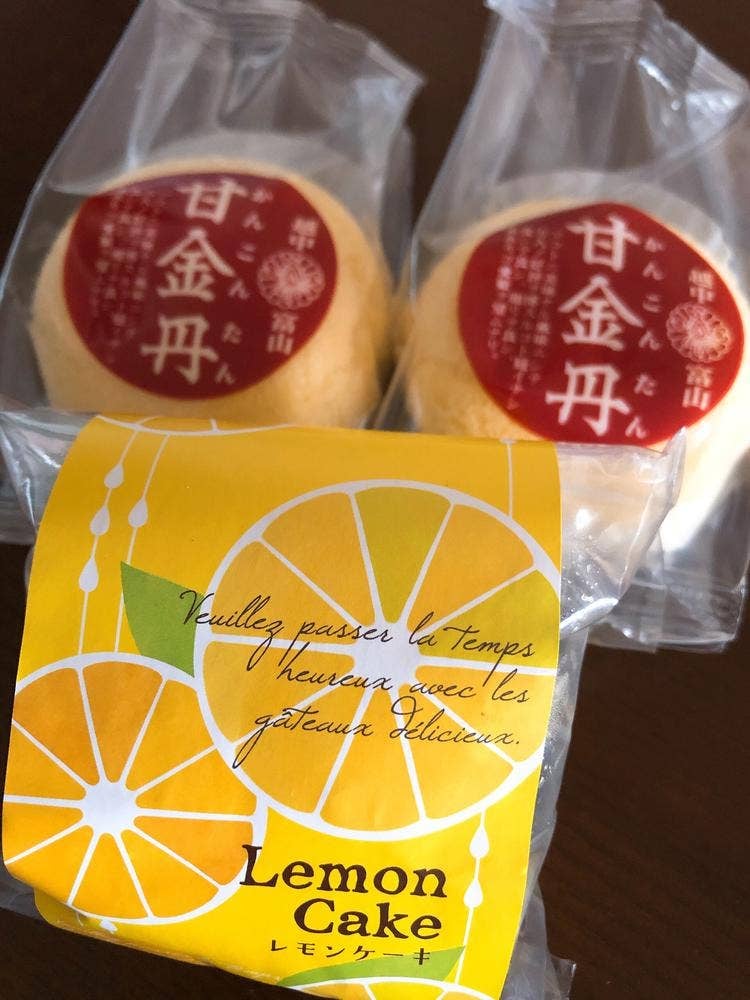 越中
富山
甘金丹
かんこんたん
越中
富山
甘金丹
かんこんたん
Veuillez passer la Temps
heureux avec les
gâteaux délicieux.
Lemon
Cake
レモンケーキ